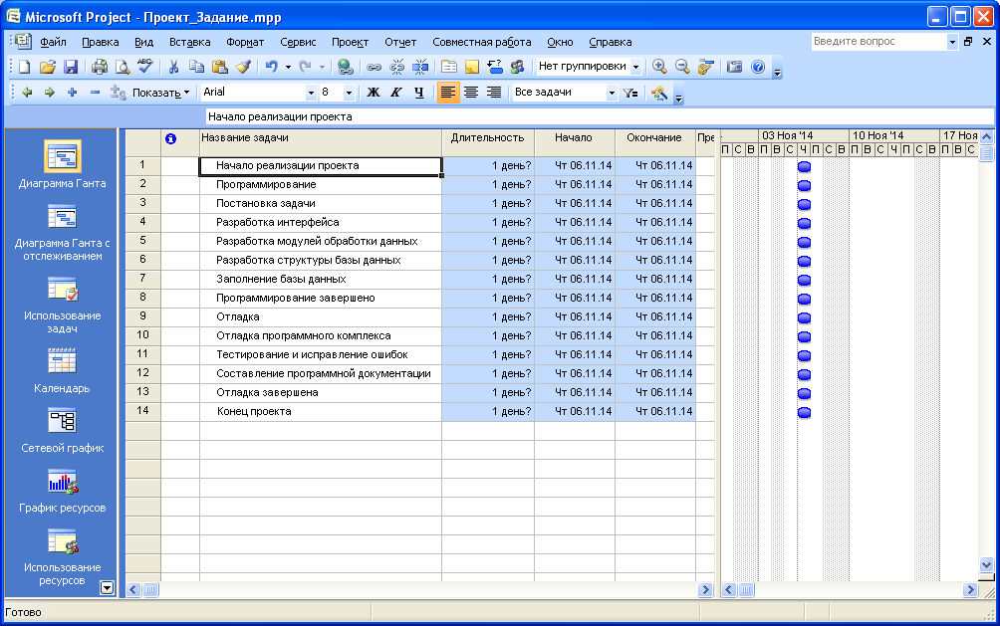 Microsoft Project - Проект_Задание.mpp
Файл Правка Вид Вставка Формат Сервис Проект Отчет Совместная работа Окно Справка Введите вопрос
ABC Нет группировки
Показать Arial 8 Ж К Ч Все задачи
Начало реализации проекта
Диаграмма Ганта
Диаграмма Ганта с отслеживанием
Использование задач
Календарь
Сетевой график
График ресурсов
Использование ресурсов
Название задачи Длительность Начало Окончание Пре
03 Ноя '14 10 Ноя '14 17 Ноя
П С В П В С Ч П С В П В С Ч П С В П В С
1 Начало реализации проекта 1 день? Чт 06.11.14 Чт 06.11.14
2 Программирование 1 день? Чт 06.11.14 Чт 06.11.14
3 Постановка задачи 1 день? Чт 06.11.14 Чт 06.11.14
4 Разработка интерфейса 1 день? Чт 06.11.14 Чт 06.11.14
5 Разработка модулей обработки данных 1 день? Чт 06.11.14 Чт 06.11.14
6 Разработка структуры базы данных 1 день? Чт 06.11.14 Чт 06.11.14
7 Заполнение базы данных 1 день? Чт 06.11.14 Чт 06.11.14
8 Программирование завершено 1 день? Чт 06.11.14 Чт 06.11.14
9 Отладка 1 день? Чт 06.11.14 Чт 06.11.14
10 Отладка программного комплекса 1 день? Чт 06.11.14 Чт 06.11.14
11 Тестирование и исправление ошибок 1 день? Чт 06.11.14 Чт 06.11.14
12 Составление программной документации 1 день? Чт 06.11.14 Чт 06.11.14
13 Отладка завершена 1 день? Чт 06.11.14 Чт 06.11.14
14 Конец проекта 1 день? Чт 06.11.14 Чт 06.11.14
Готово